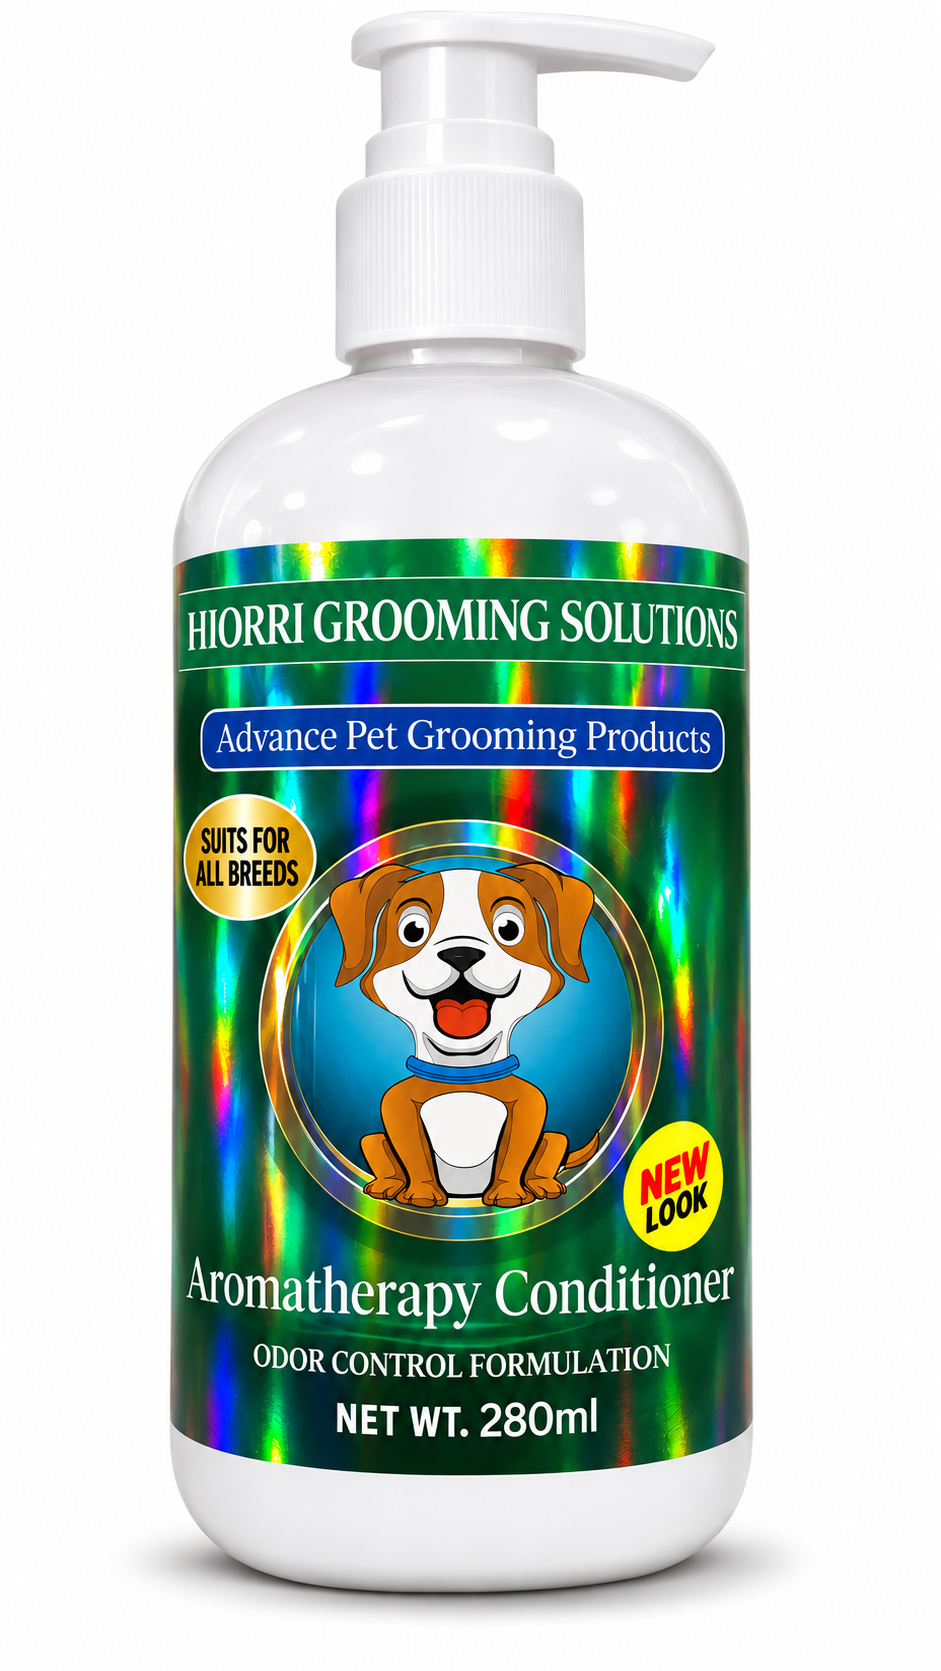 HIORRI GROOMING SOLUTIONS
Advance Pet Grooming Products
SUITS FOR
ALL BREEDS
NEW
LOOK
Aromatherapy Conditioner
ODOR CONTROL FORMULATION
NET WT. 280ml